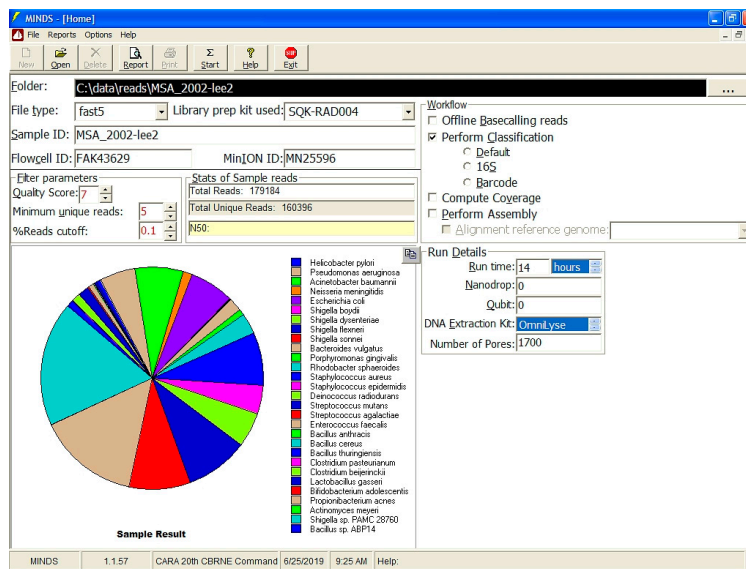 MINDS - [Home]
File Reports Options Help
New Open Delete Report Print Start Help Exit
Folder: C:\data\reads\MSA_2002-lee2 ...
File type: fast5 Library prep kit used: SQK-RAD004
Sample ID: MSA_2002-lee2
Flowcell ID: FAK43629 MinION ID: MN25596
Filter parameters
Quality Score: 7
Minimum unique reads: 5
%Reads cutoff: 0.1
Stats of Sample reads
Total Reads: 179184
Total Unique Reads: 160396
N50:
Workflow
Offline Basecalling reads
Perform Classification
Default
16S
Barcode
Compute Coverage
Perform Assembly
Alignment reference genome:
Run Details
Run time: 14 hours
Nanodrop: 0
Qubit: 0
DNA Extraction Kit: OmniLyse
Number of Pores: 1700
Helicobacter pylori
Pseudomonas aeruginosa
Acinetobacter baumannii
Neisseria meningitidis
Escherichia coli
Shigella boydii
Shigella dysenteriae
Shigella flexneri
Shigella sonnei
Bacteroides vulgatus
Porphyromonas gingivalis
Rhodobacter sphaeroides
Staphylococcus aureus
Staphylococcus epidermidis
Deinococcus radiodurans
Streptococcus mutans
Streptococcus agalactiae
Enterococcus faecalis
Bacillus anthracis
Bacillus cereus
Bacillus thuringiensis
Clostridium pasteurianum
Clostridium beijerinckii
Lactobacillus gasseri
Bifidobacterium adolescentis
Propionibacterium acnes
Actinomyces meyeri
Shigella sp. PAMC 28760
Bacillus sp. ABP14
Sample Result
MINDS 1.1.57 CARA 20th CBRNE Command 6/25/2019 9:25 AM Help: